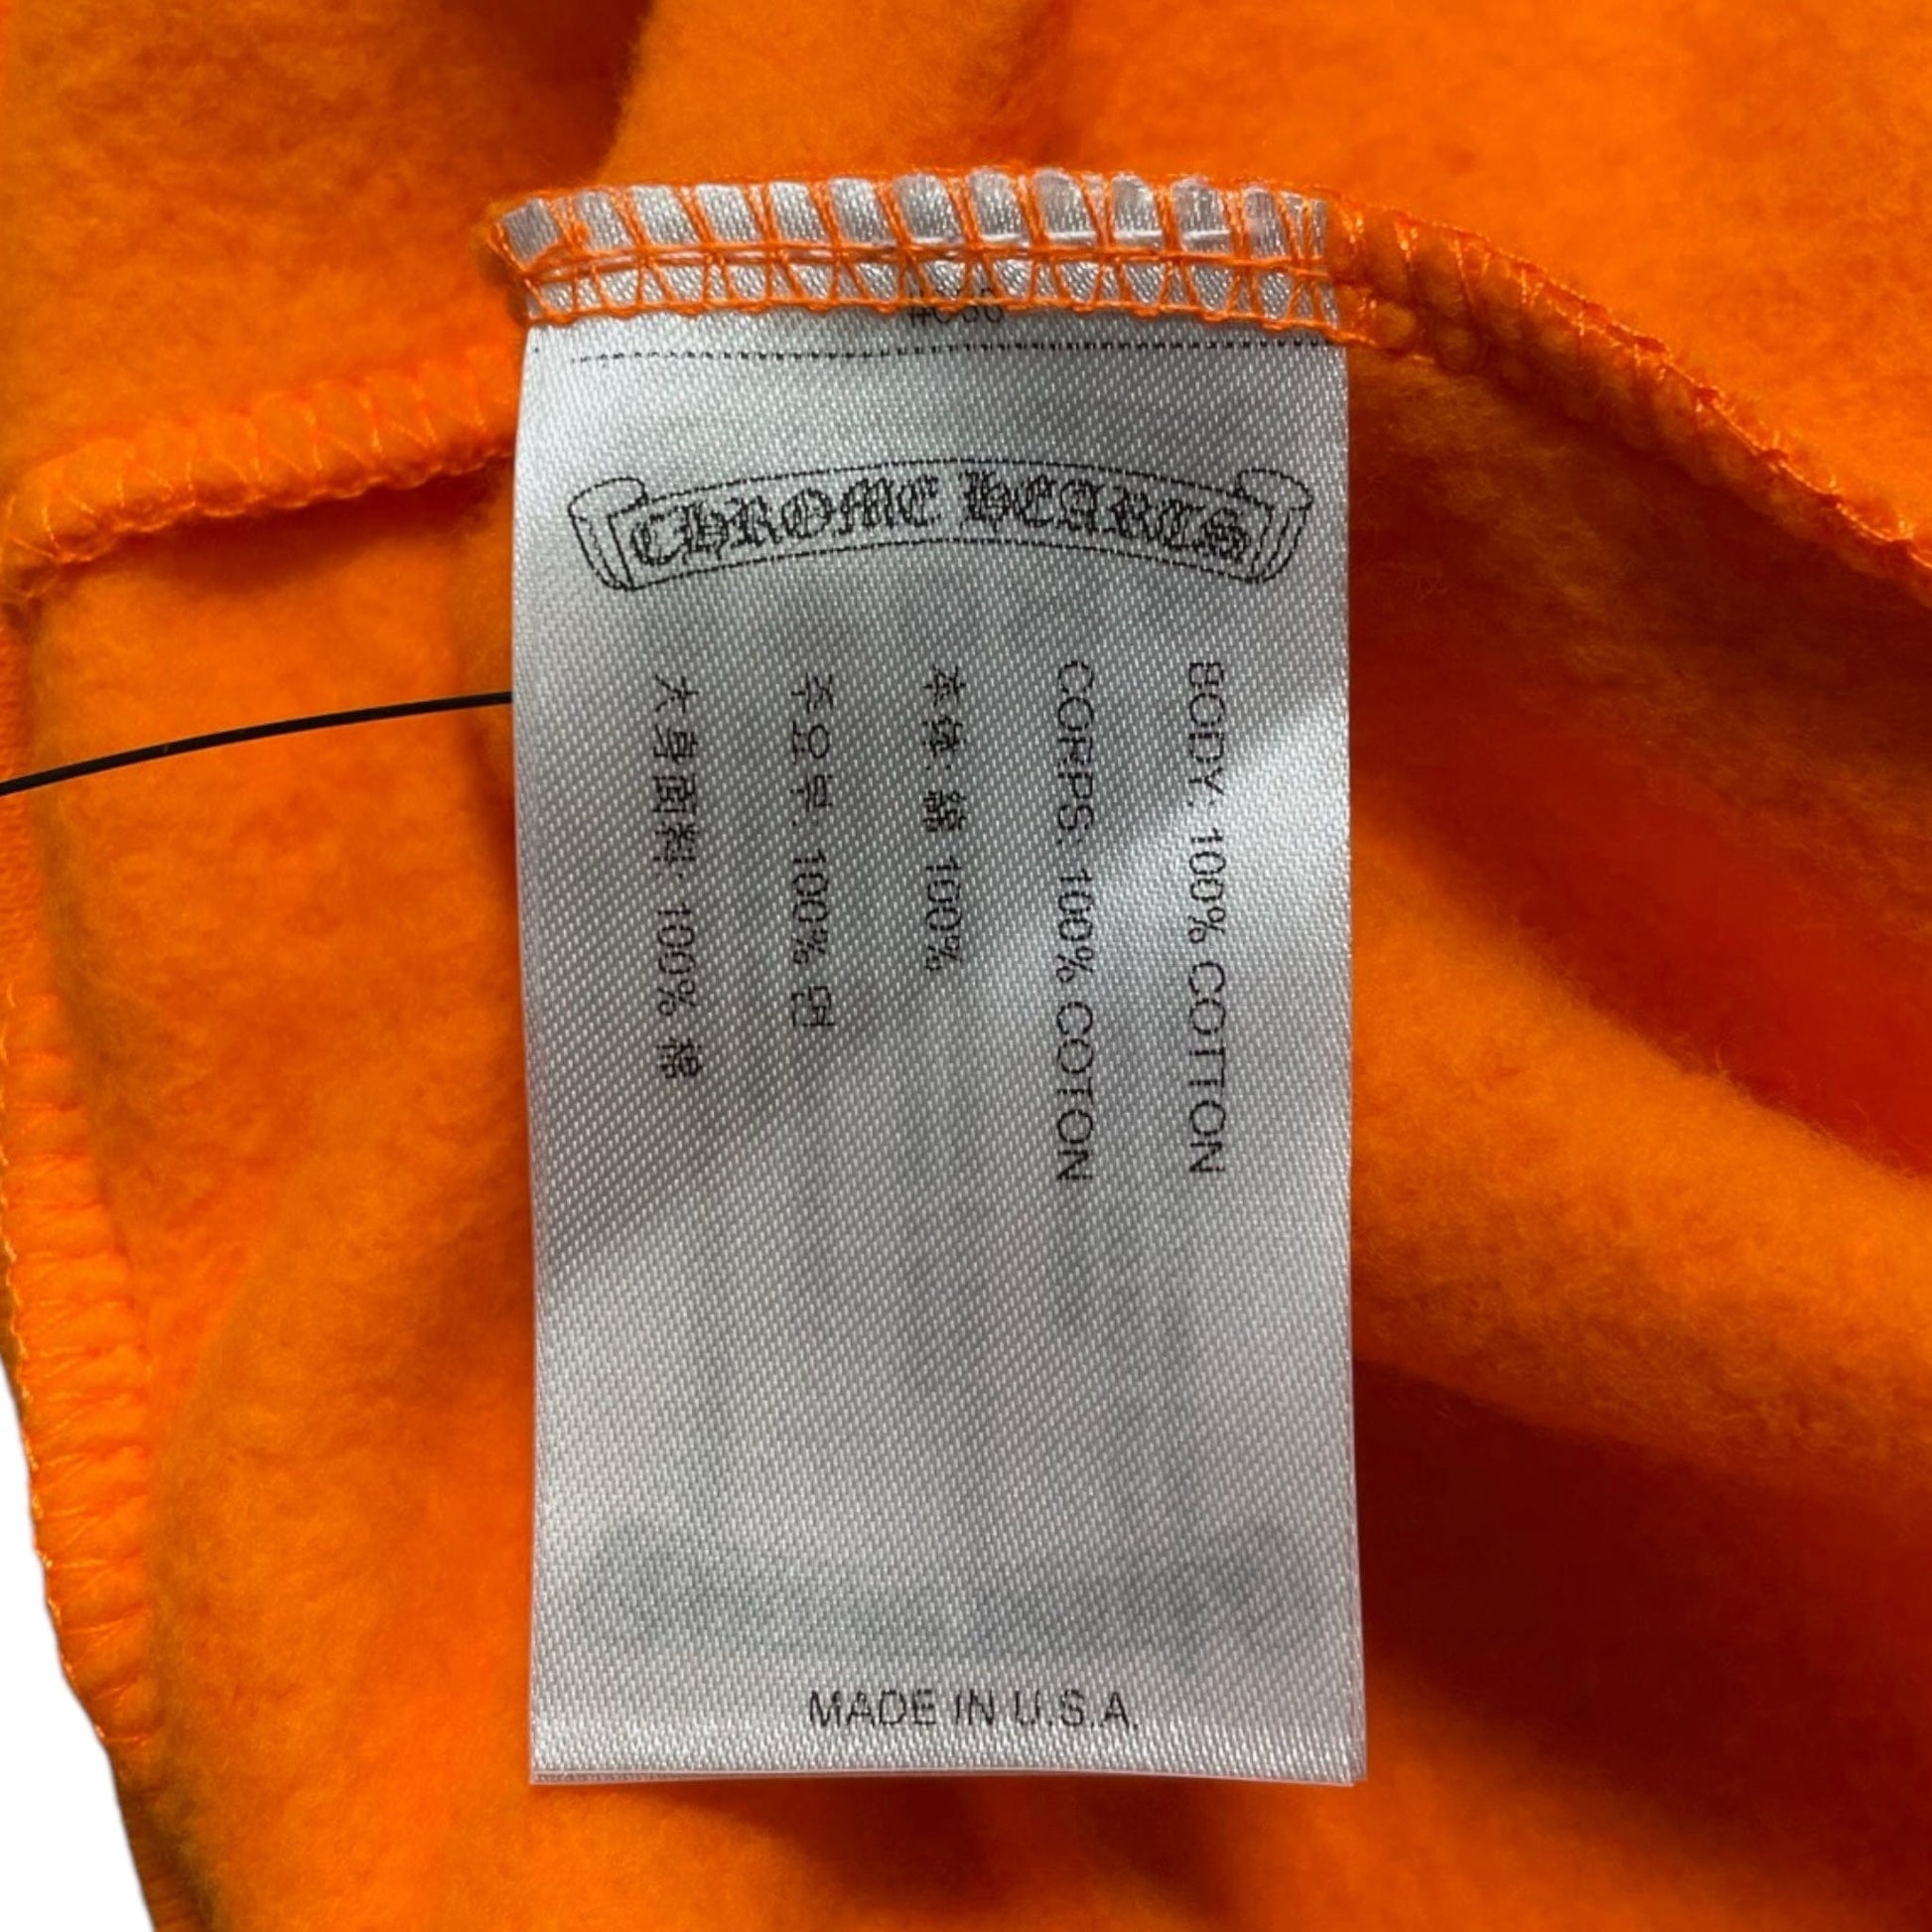 CHROME HEARTS
BODY: 100% COTTON
CORPS: 100% COTON
本体: 綿 100%
주요부: 100% 면
大身面料: 100% 棉
MADE IN U.S.A.